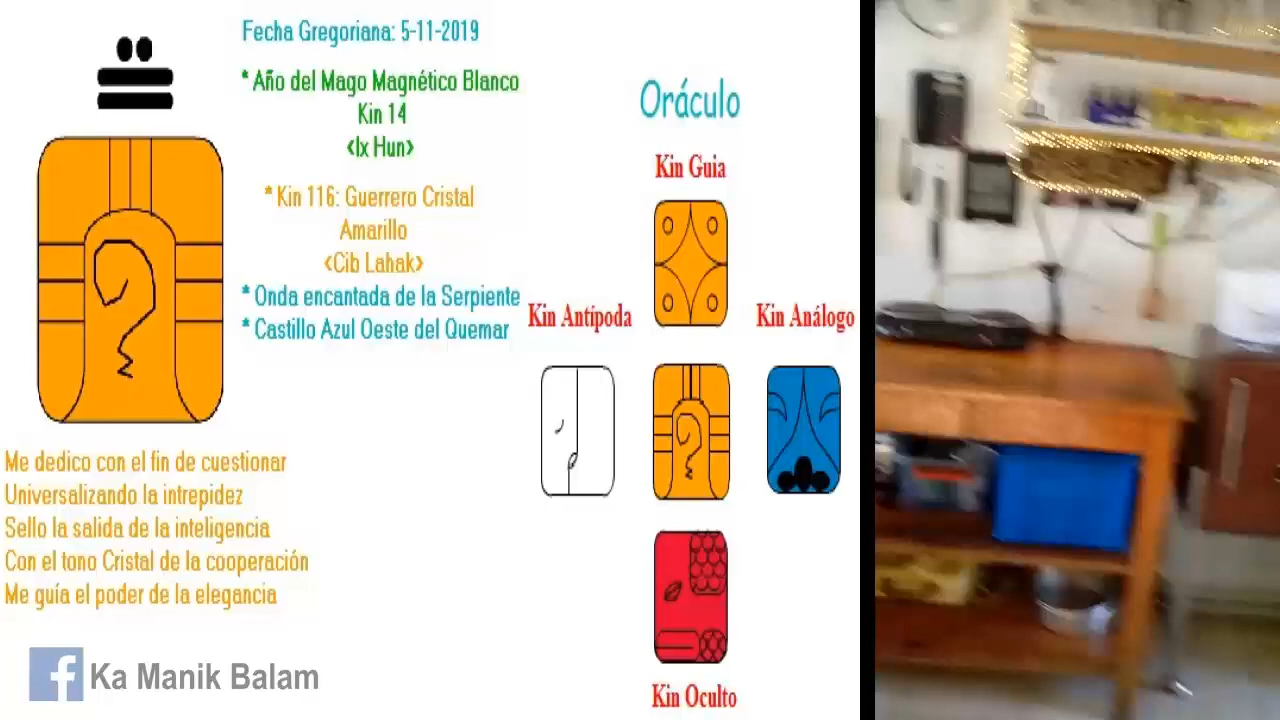 Fecha Gregoriana: 5-11-2019
* Año del Mago Magnético Blanco
Kin 14
<Ix Hun>
* Kin 116: Guerrero Cristal
Amarillo
<Cib Lahak>
* Onda encantada de la Serpiente
* Castillo Azul Oeste del Quemar
Me dedico con el fin de cuestionar
Universalizando la intrepidez
Sello la salida de la inteligencia
Con el tono Cristal de la cooperación
Me guía el poder de la elegancia
f Ka Manik Balam
Oráculo
Kin Guia
Kin Antípoda
Kin Análogo
Kin Oculto